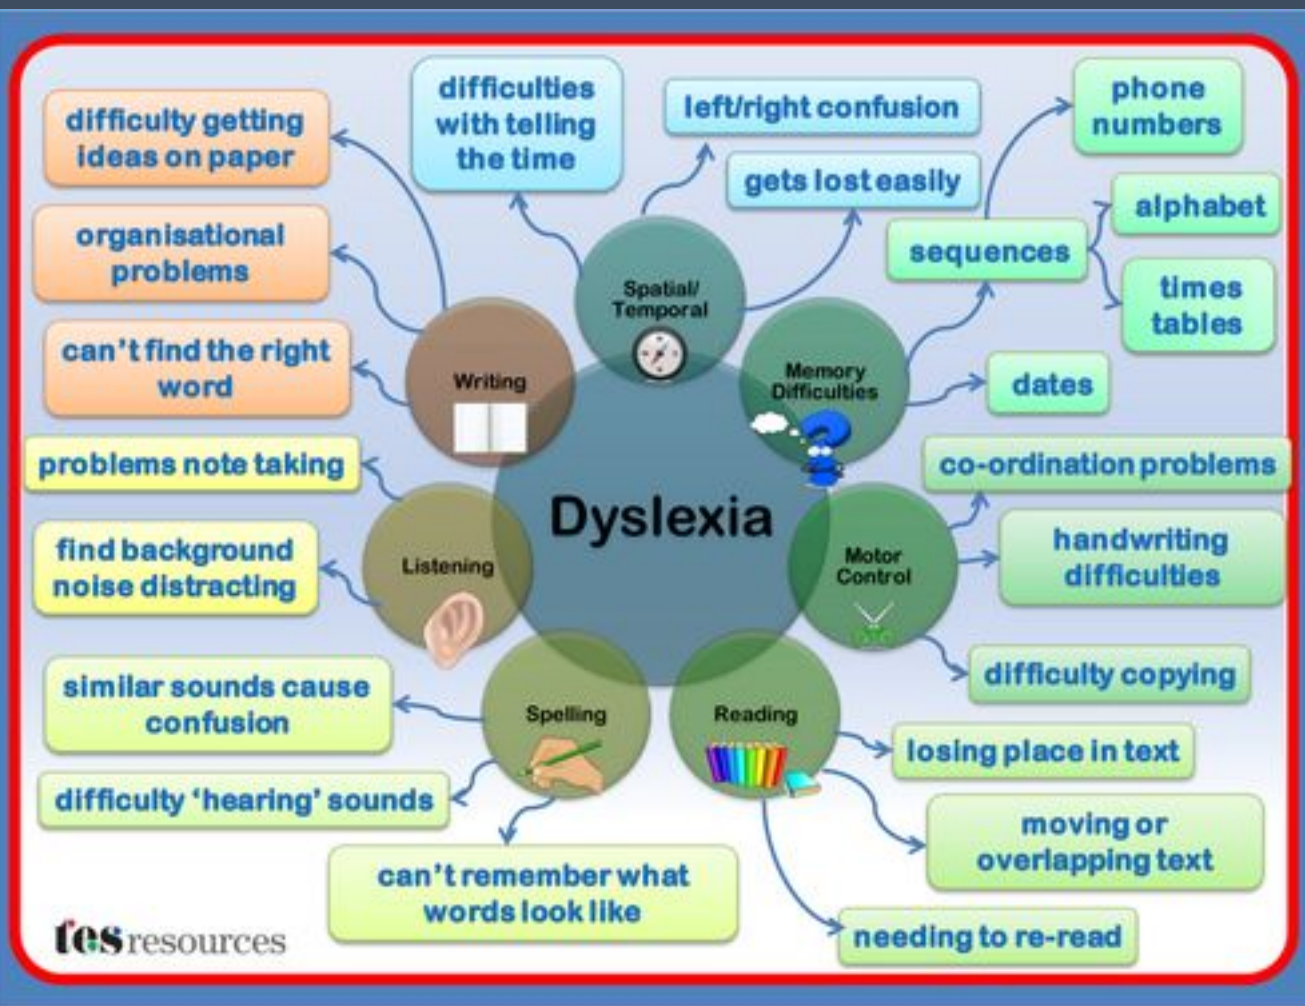 Dyslexia
Spatial/
Temporal
difficulties
with telling
the time
left/right confusion
gets lost easily
Memory
Difficulties
sequences
phone
numbers
alphabet
times
tables
dates
Motor
Control
co-ordination problems
handwriting
difficulties
difficulty copying
Reading
losing place in text
moving or
overlapping text
needing to re-read
Spelling
similar sounds cause
confusion
difficulty ‘hearing’ sounds
can’t remember what
words look like
Listening
problems note taking
find background
noise distracting
Writing
difficulty getting
ideas on paper
organisational
problems
can’t find the right
word
tes resources